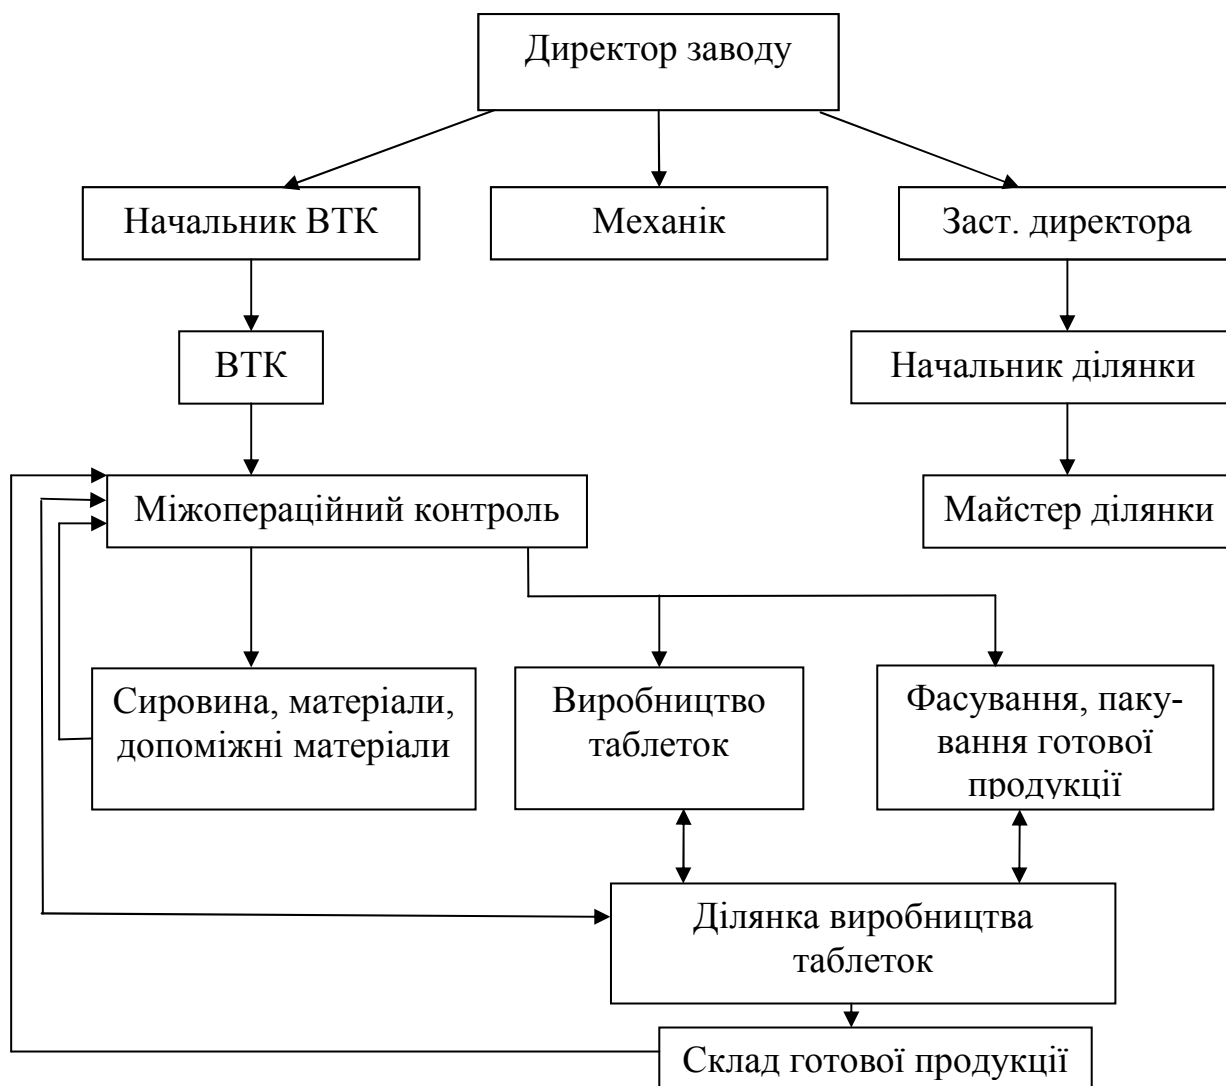 Директор заводу
Начальник ВТК
Механік
Заст. директора
ВТК
Начальник ділянки
Міжопераційний контроль
Майстер ділянки
Сировина, матеріали,
допоміжні матеріали
Виробництво
таблеток
Фасування, паку-
вання готової
продукції
Ділянка виробництва
таблеток
Склад готової продукції